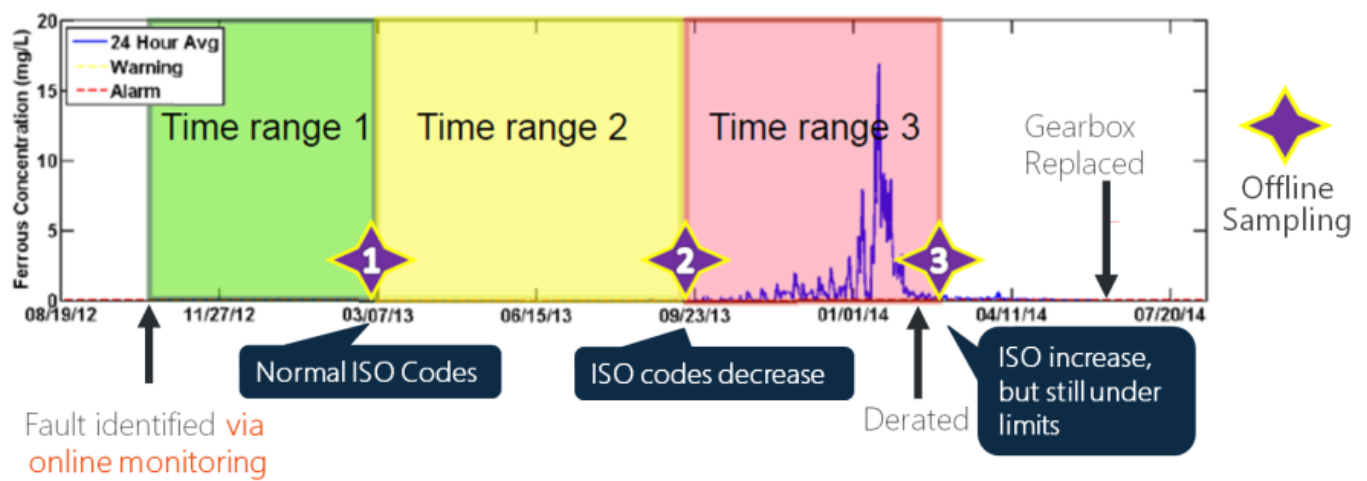 Ferrous Concentration (mg/L)
20
15
10
5
0
24 Hour Avg
Warning
Alarm
Time range 1
Time range 2
Time range 3
1
2
3
08/19/12
11/27/12
03/07/13
06/15/13
09/23/13
01/01/14
04/11/14
07/20/14
Gearbox
Replaced
Offline
Sampling
Normal ISO Codes
ISO codes decrease
ISO increase,
but still under
limits
Derated
Fault identified via
online monitoring